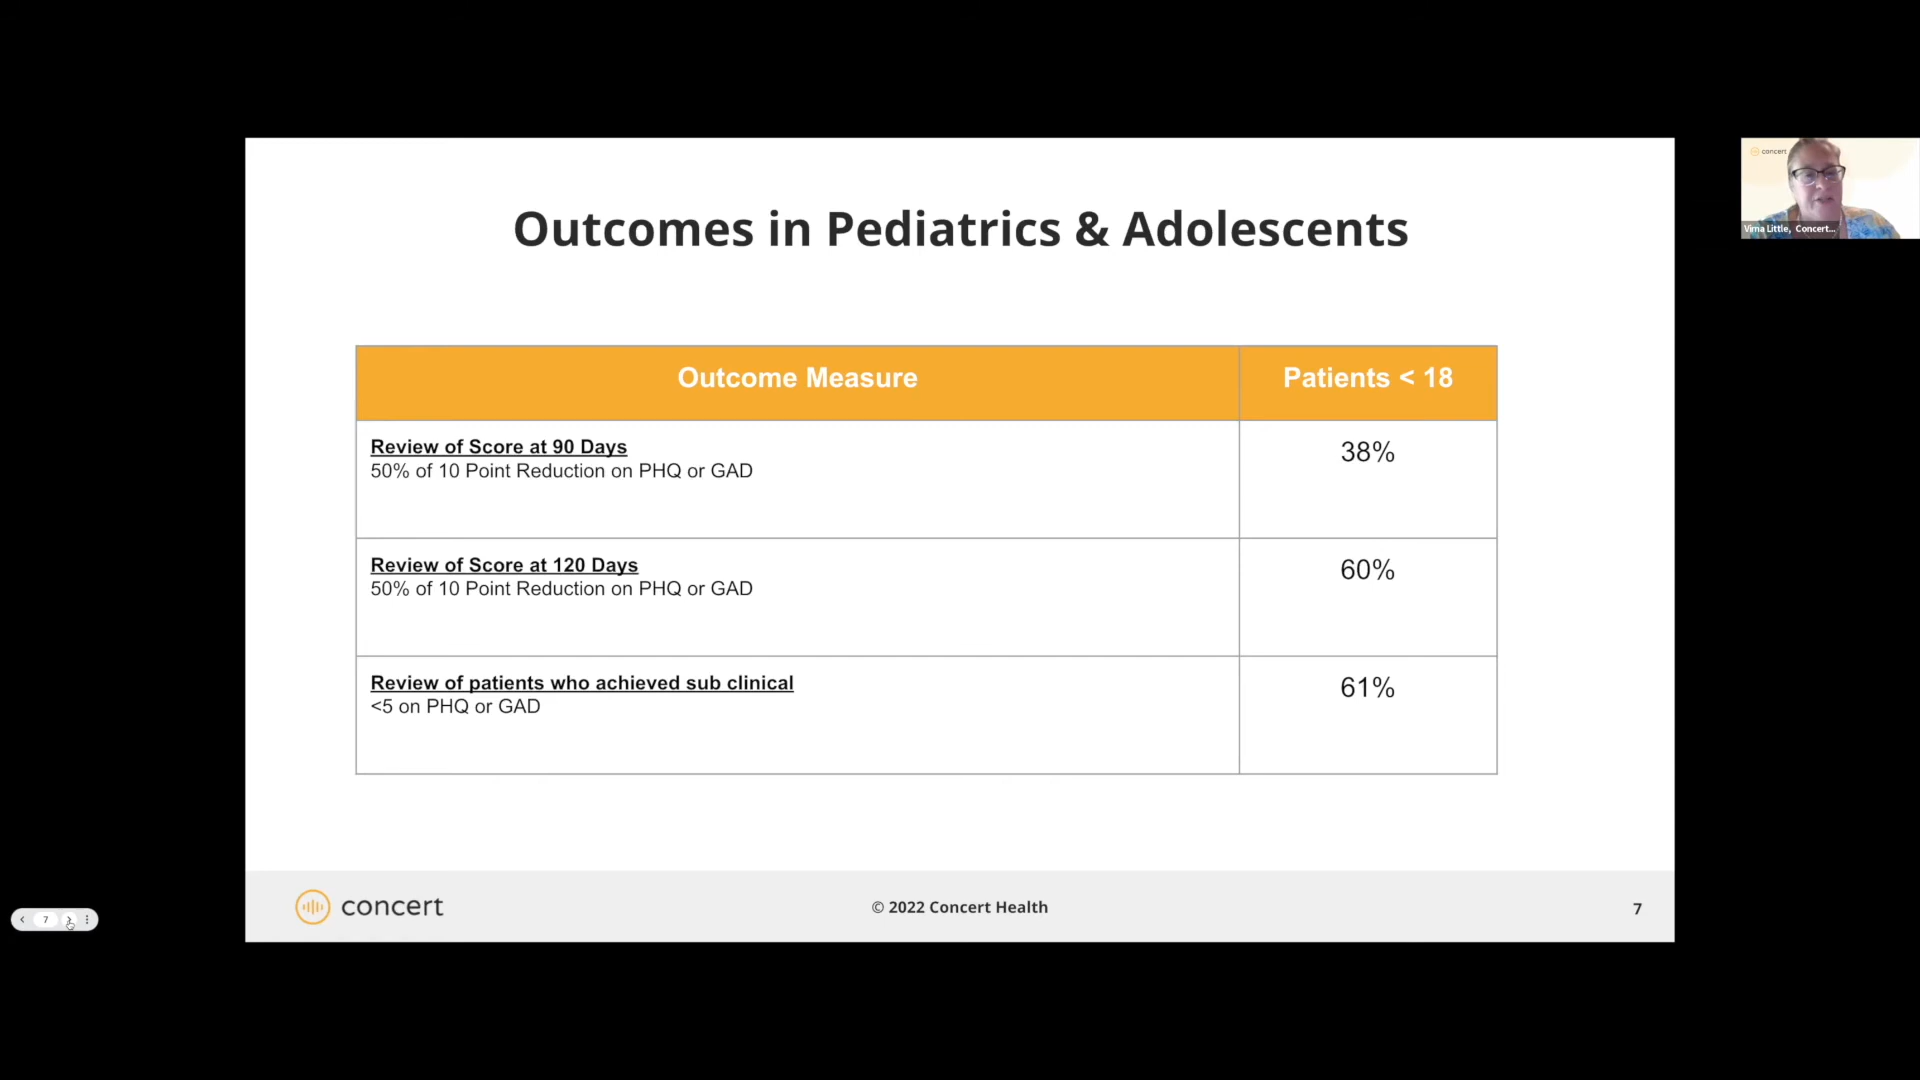 Outcomes in Pediatrics & Adolescents
Outcome Measure
Patients < 18
Review of Score at 90 Days
50% of 10 Point Reduction on PHQ or GAD
38%
Review of Score at 120 Days
50% of 10 Point Reduction on PHQ or GAD
60%
Review of patients who achieved sub clinical
<5 on PHQ or GAD
61%
concert
© 2022 Concert Health
7
concert
Virna Little, Concert...
7